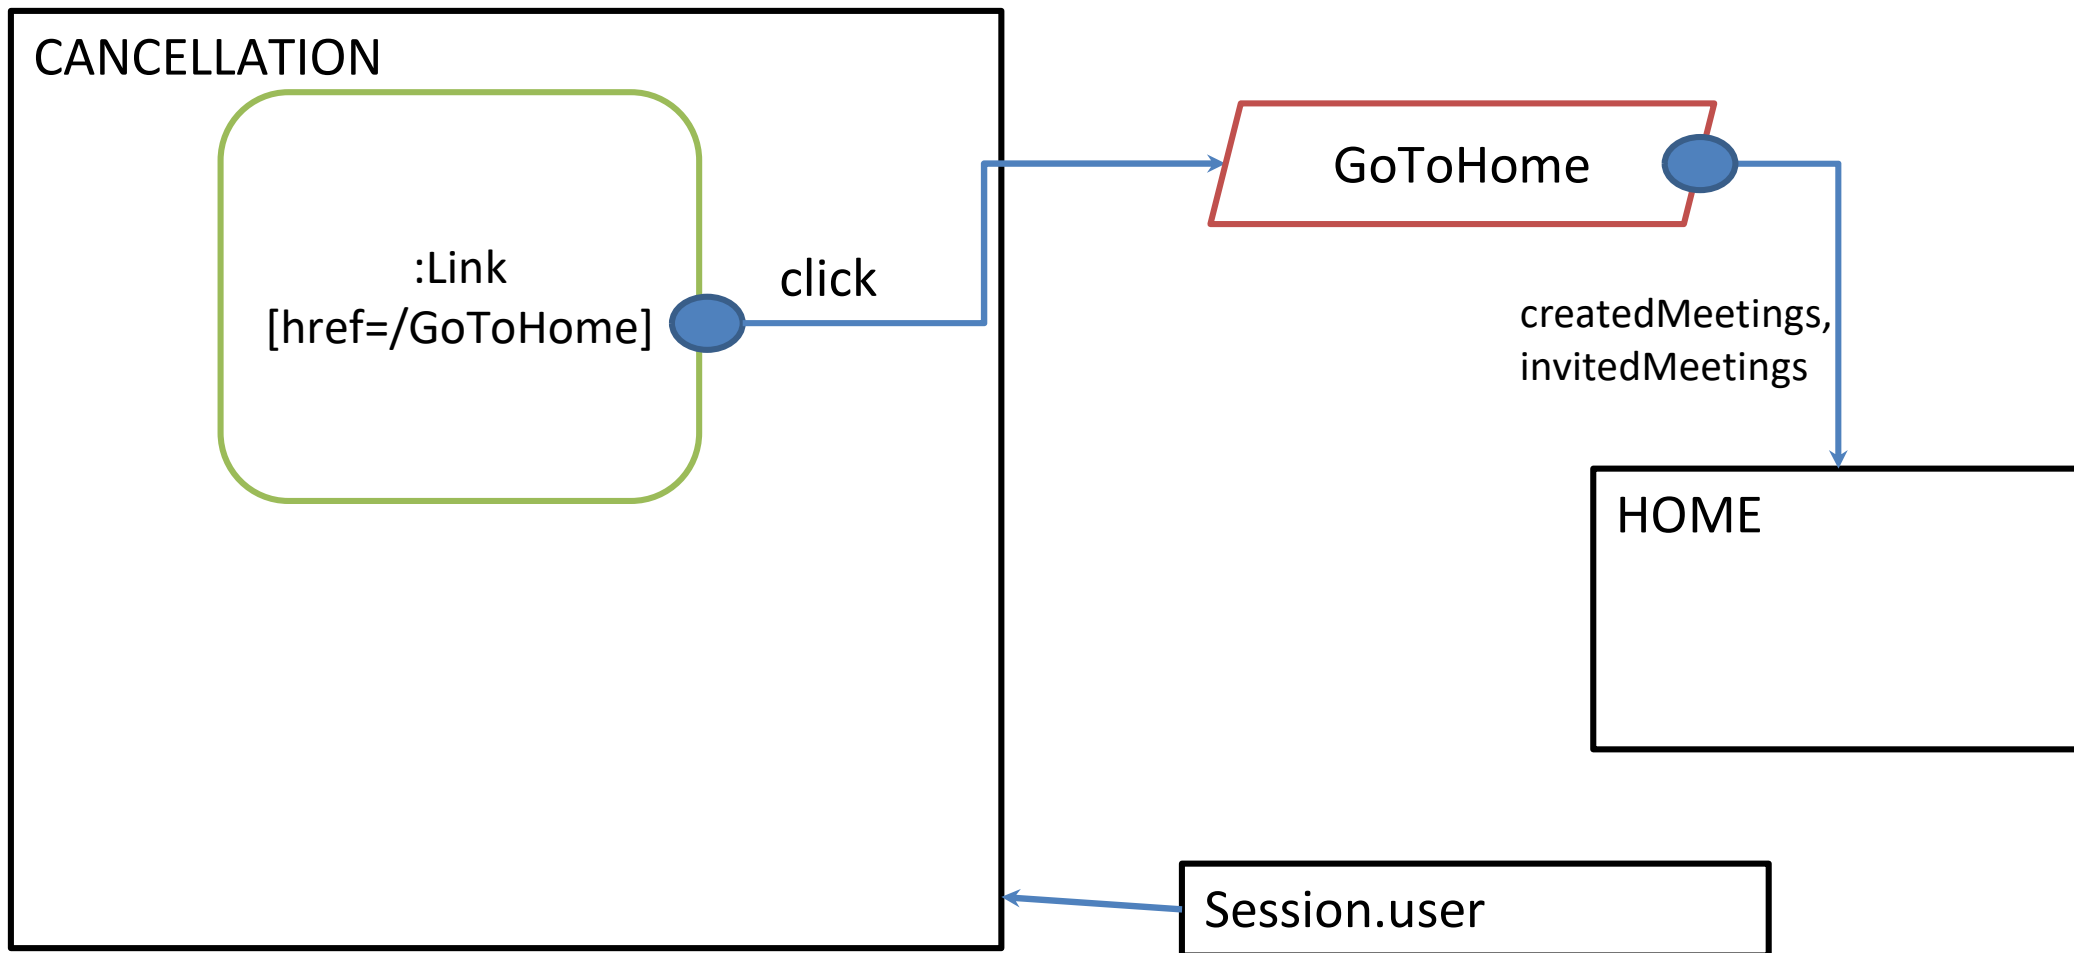 CANCELLATION
:Link
[href=/GoToHome]
click
GoToHome
createdMeetings,
invitedMeetings
HOME
Session.user